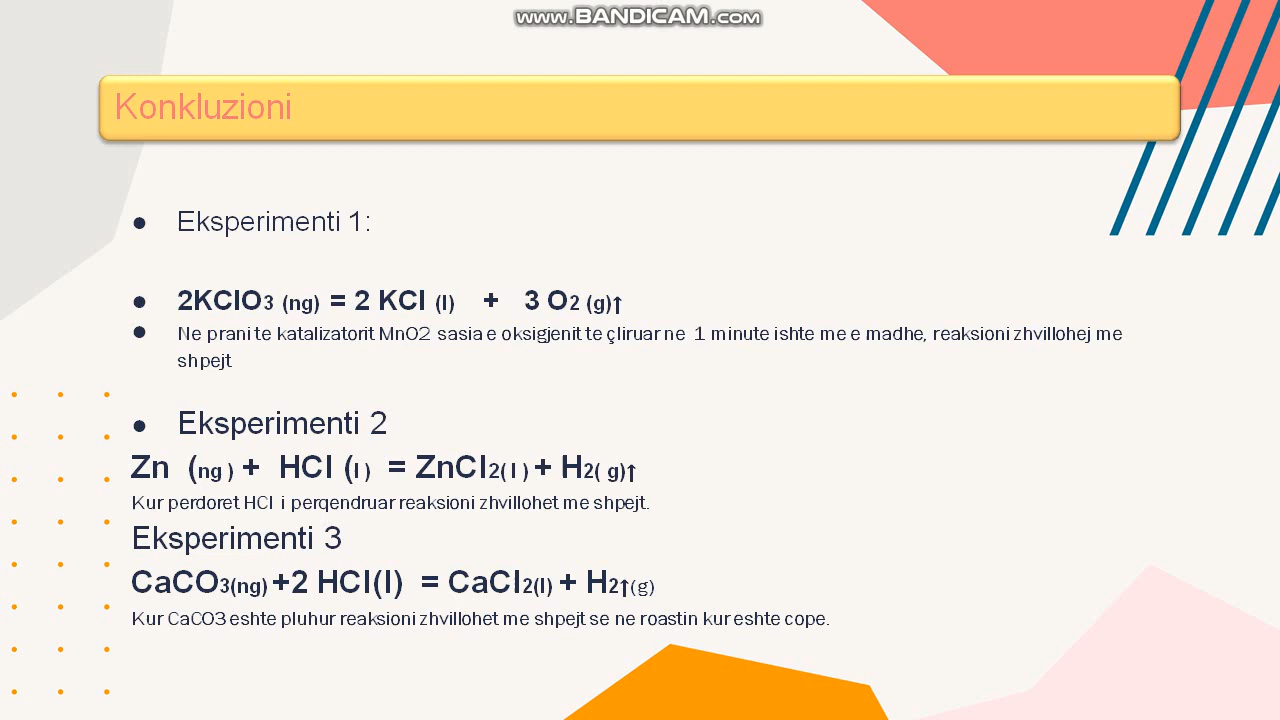 www.BANDICAM.com
Konkluzioni
● Eksperimenti 1:
● 2KClO3 (ng) = 2 KCl (l) + 3 O2 (g)↑
● Ne prani te katalizatorit MnO2 sasia e oksigjenit te çliruar ne 1 minute ishte me e madhe, reaksioni zhvillohej me
shpejt
● Eksperimenti 2
Zn (ng ) + HCl (l ) = ZnCl2( l ) + H2( g)↑
Kur perdoret HCl i perqendruar reaksioni zhvillohet me shpejt.
Eksperimenti 3
CaCO3(ng) +2 HCl(l) = CaCl2(l) + H2↑(g)
Kur CaCO3 eshte pluhur reaksioni zhvillohet me shpejt se ne roastin kur eshte cope.